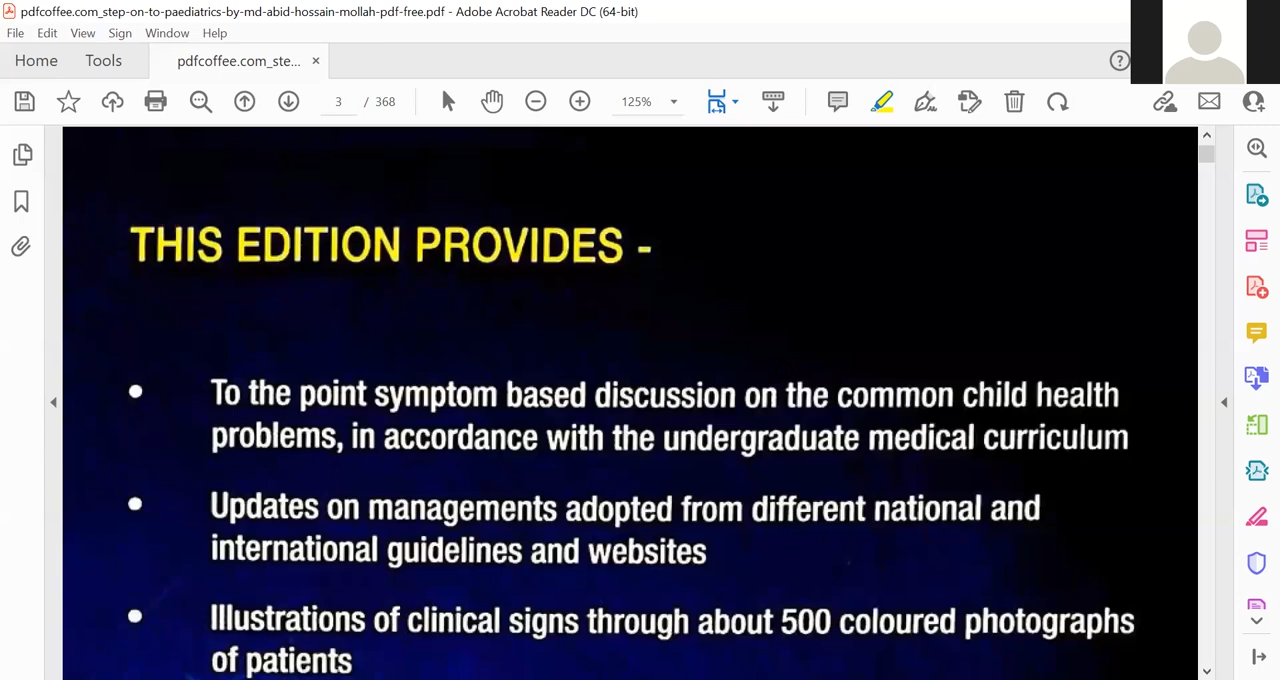 pdfcoffee.com_step-on-to-paediatrics-by-md-abid-hossain-mollah-pdf-free.pdf - Adobe Acrobat Reader DC (64-bit)
File Edit View Sign Window Help
Home Tools pdfcoffee.com_ste... ×
3 / 368 125%
THIS EDITION PROVIDES -
• To the point symptom based discussion on the common child health
problems, in accordance with the undergraduate medical curriculum
• Updates on managements adopted from different national and
international guidelines and websites
• Illustrations of clinical signs through about 500 coloured photographs
of patients